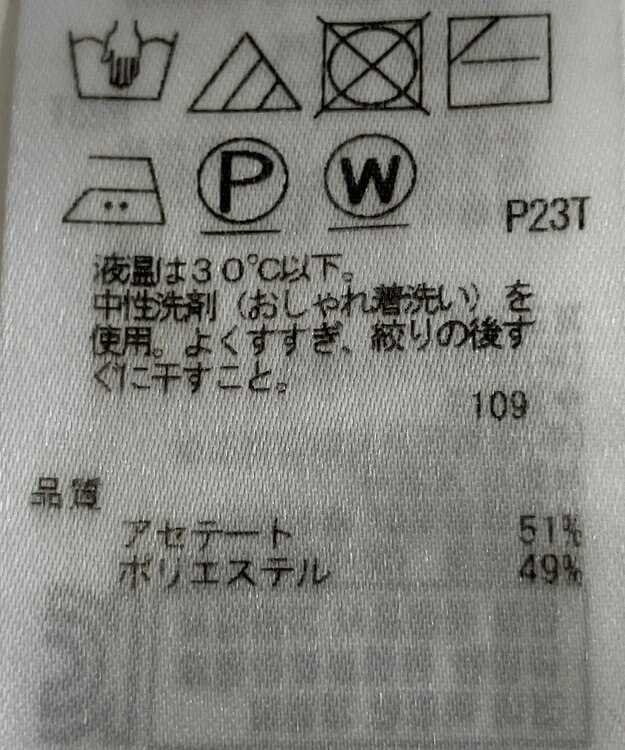 P
W
P23T
液温は30℃以下。
中性洗剤（おしゃれ着洗い）を
使用。よくすすぎ、絞りの後す
ぐに干すこと。
109
品質
アセテート 51%
ポリエステル 49%